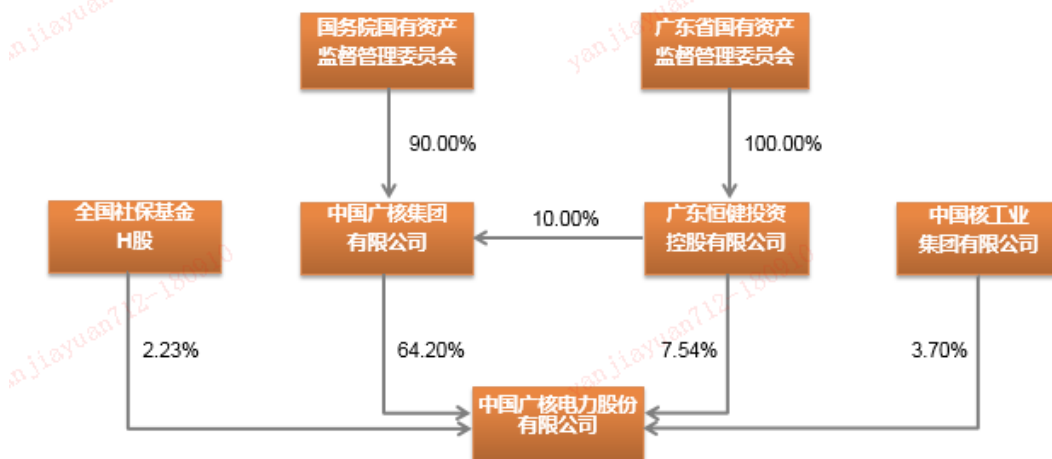 国务院国有资产
监督管理委员会
广东省国有资产
监督管理委员会
90.00%
100.00%
全国社保基金
H股
中国广核集团
有限公司
10.00%
广东恒健投资
控股有限公司
中国核工业
集团有限公司
2.23%
64.20%
7.54%
3.70%
中国广核电力股份
有限公司
yanjiayuan712-180910